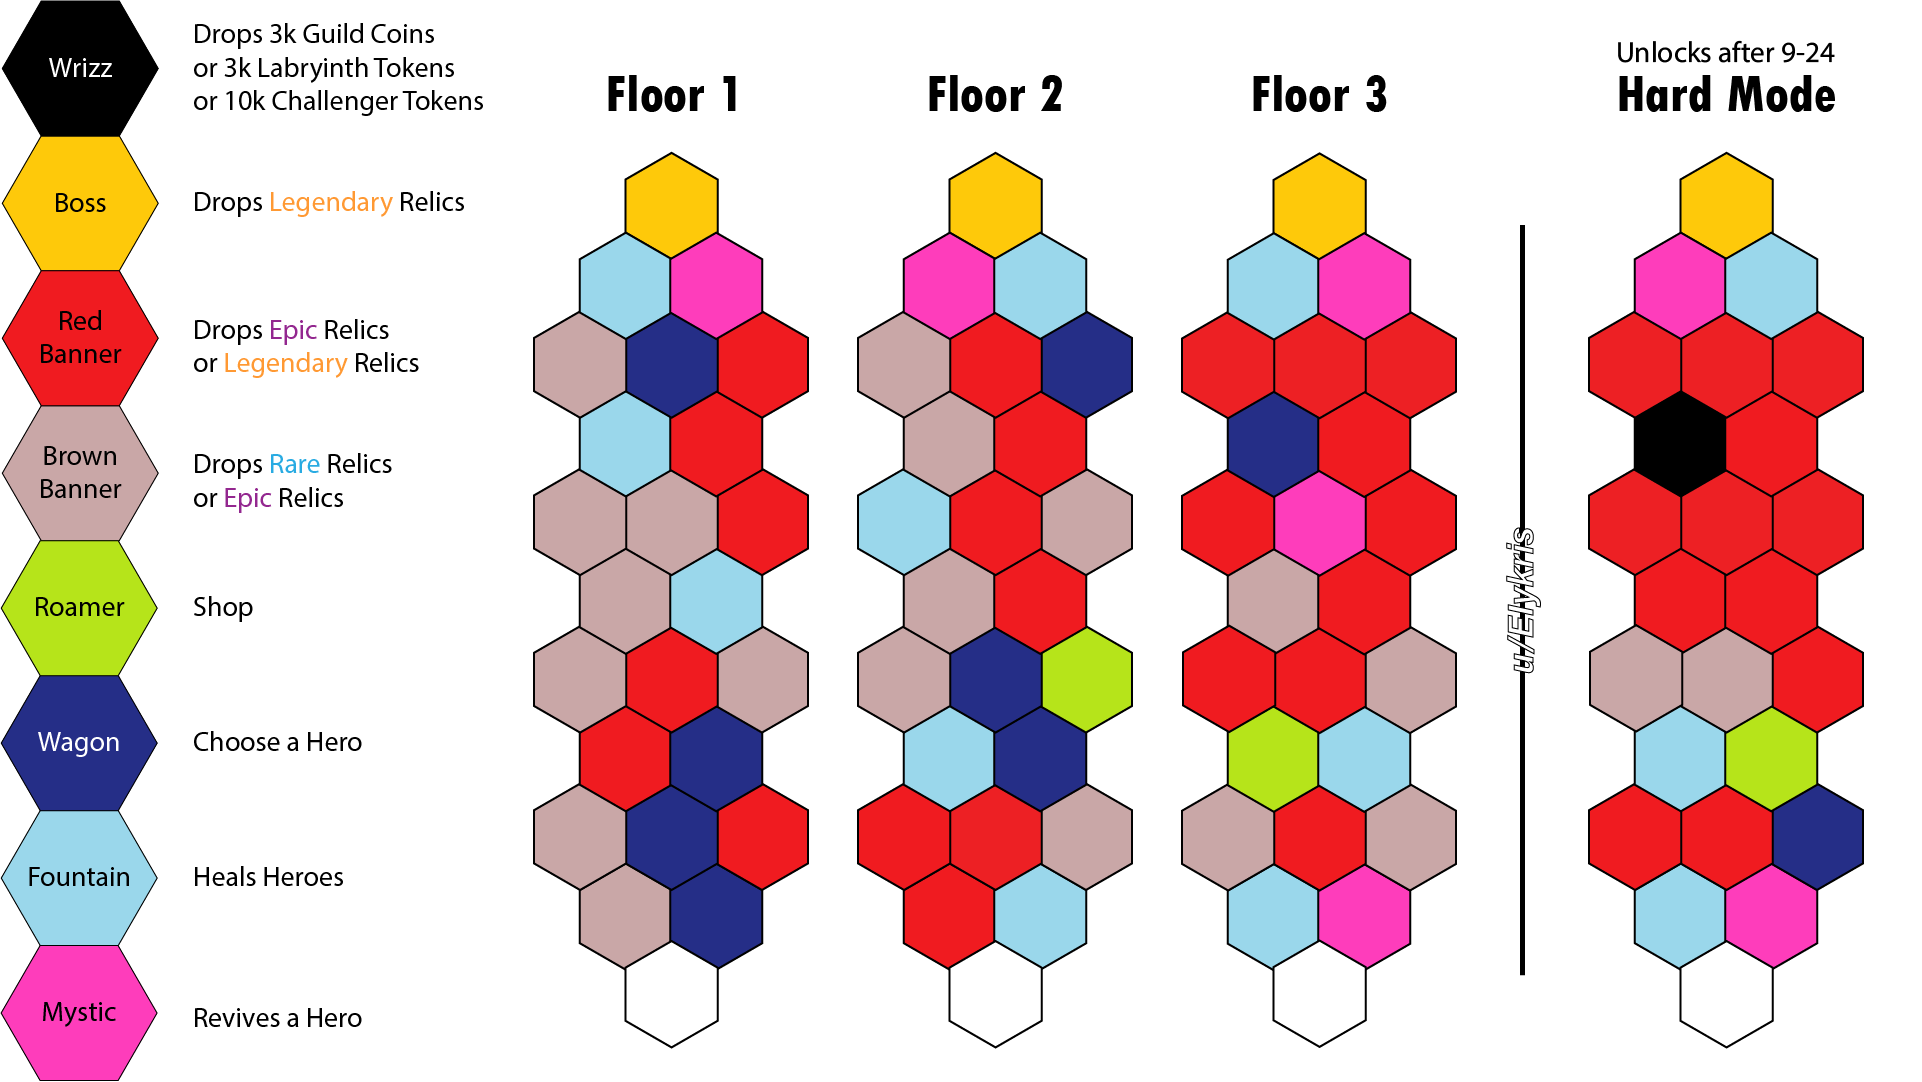 Wrizz
Drops 3k Guild Coins
or 3k Labryinth Tokens
or 10k Challenger Tokens
Boss
Drops Legendary Relics
Red
Banner
Drops Epic Relics
or Legendary Relics
Brown
Banner
Drops Rare Relics
or Epic Relics
Roamer
Shop
Wagon
Choose a Hero
Fountain
Heals Heroes
Mystic
Revives a Hero
Floor 1
Floor 2
Floor 3
u/Elykris
Unlocks after 9-24
Hard Mode